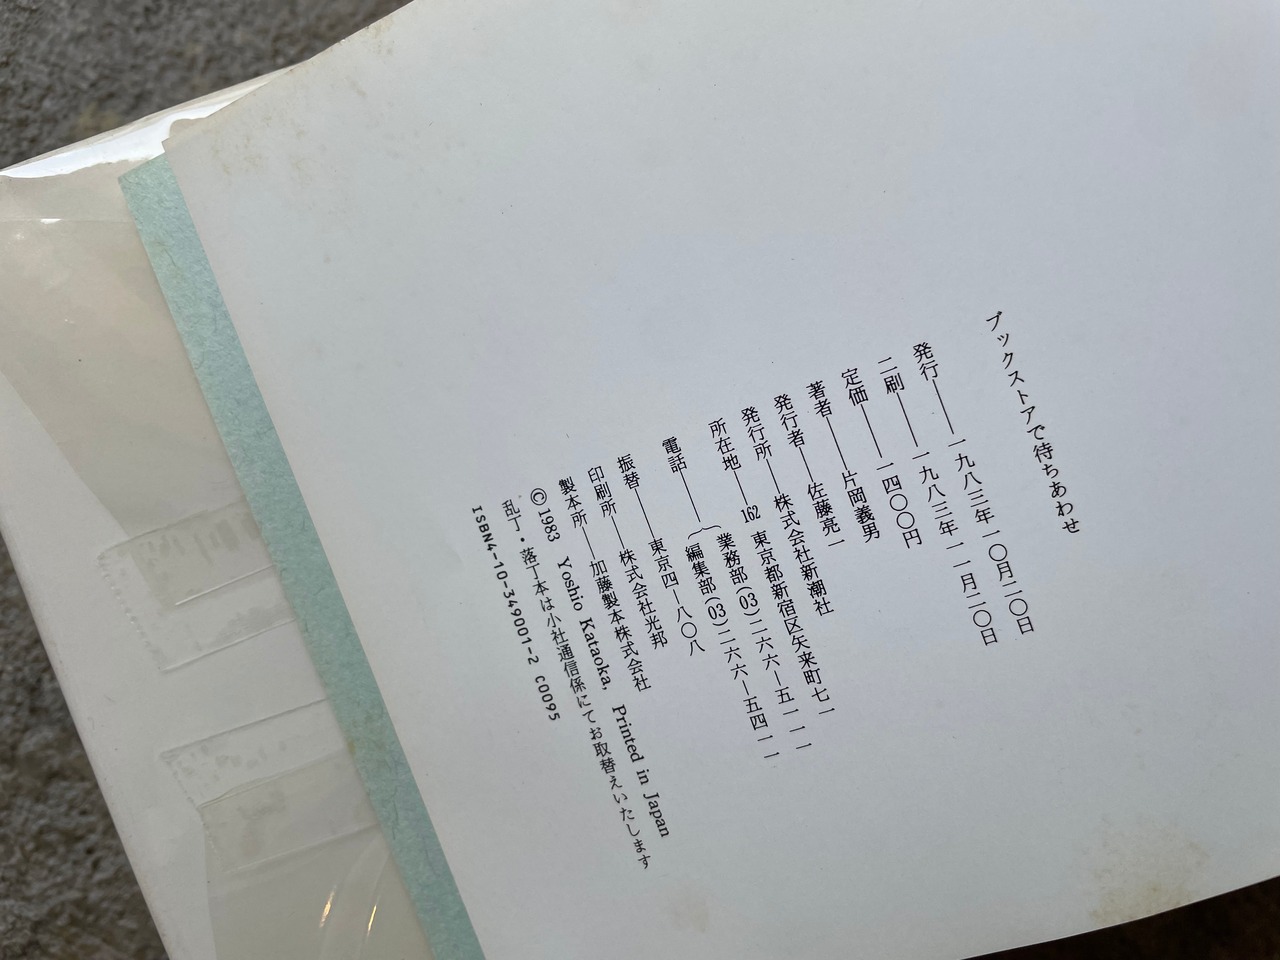 ブックストアで待ちあわせ
発行――一九八三年一〇月二〇日
二刷――一九八三年一一月二〇日
定価――一四〇〇円
著者――片岡義男
発行者――佐藤亮一
発行所――株式会社新潮社
所在地――162 東京都新宿区矢来町七一
電話――業務部(03)二六六―五一一一
編集部(03)二六六―五四一一
振替――東京四―八〇八
印刷所――株式会社光邦
製本所――加藤製本株式会社
©1983 Yoshio Kataoka, Printed in Japan
乱丁・落丁本は小社通信係にてお取替えいたします
ISBN4-10-349001-2 C0095